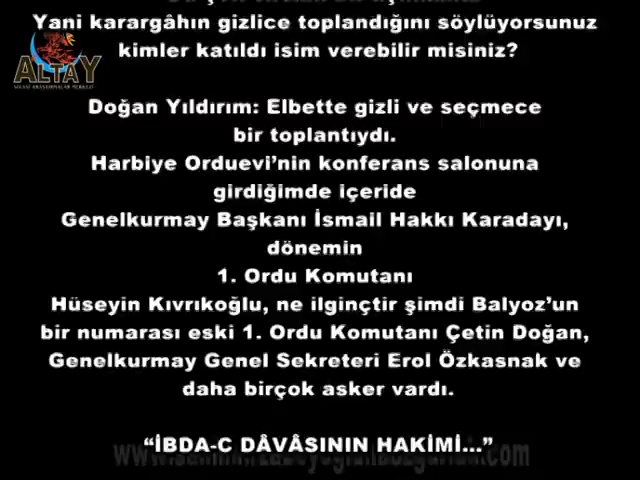 Yani karargâhın gizlice toplandığını söylüyorsunuz
kimler katıldı isim verebilir misiniz?
ALTAY
Doğan Yıldırım: Elbette gizli ve seçmece
bir toplantıydı.
Harbiye Orduevi’nin konferans salonuna
girdiğimde içeride
Genelkurmay Başkanı İsmail Hakkı Karadayı,
dönemin
1. Ordu Komutanı
Hüseyin Kıvrıkoğlu, ne ilginçtir şimdi Balyoz’un
bir numarası eski 1. Ordu Komutanı Çetin Doğan,
Genelkurmay Genel Sekreteri Erol Özkasnak ve
daha birçok asker vardı.
“İBDA-C DÂVÂSININ HAKİMİ...”